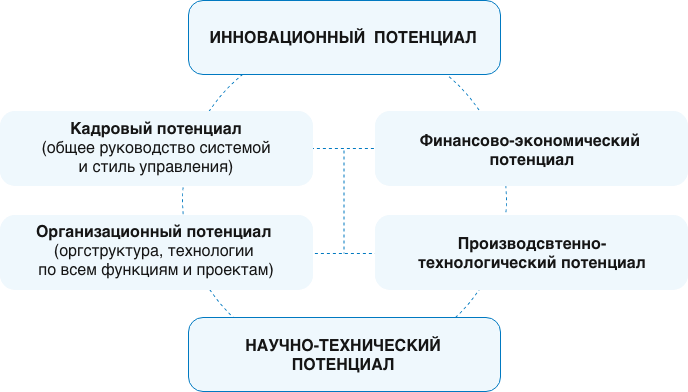 ИННОВАЦИОННЫЙ ПОТЕНЦИАЛ
Кадровый потенциал
(общее руководство системой
и стиль управления)
Финансово-экономический
потенциал
Организационный потенциал
(оргструктура, технологии
по всем функциям и проектам)
Производсвтенно-
технологический потенциал
НАУЧНО-ТЕХНИЧЕСКИЙ
ПОТЕНЦИАЛ